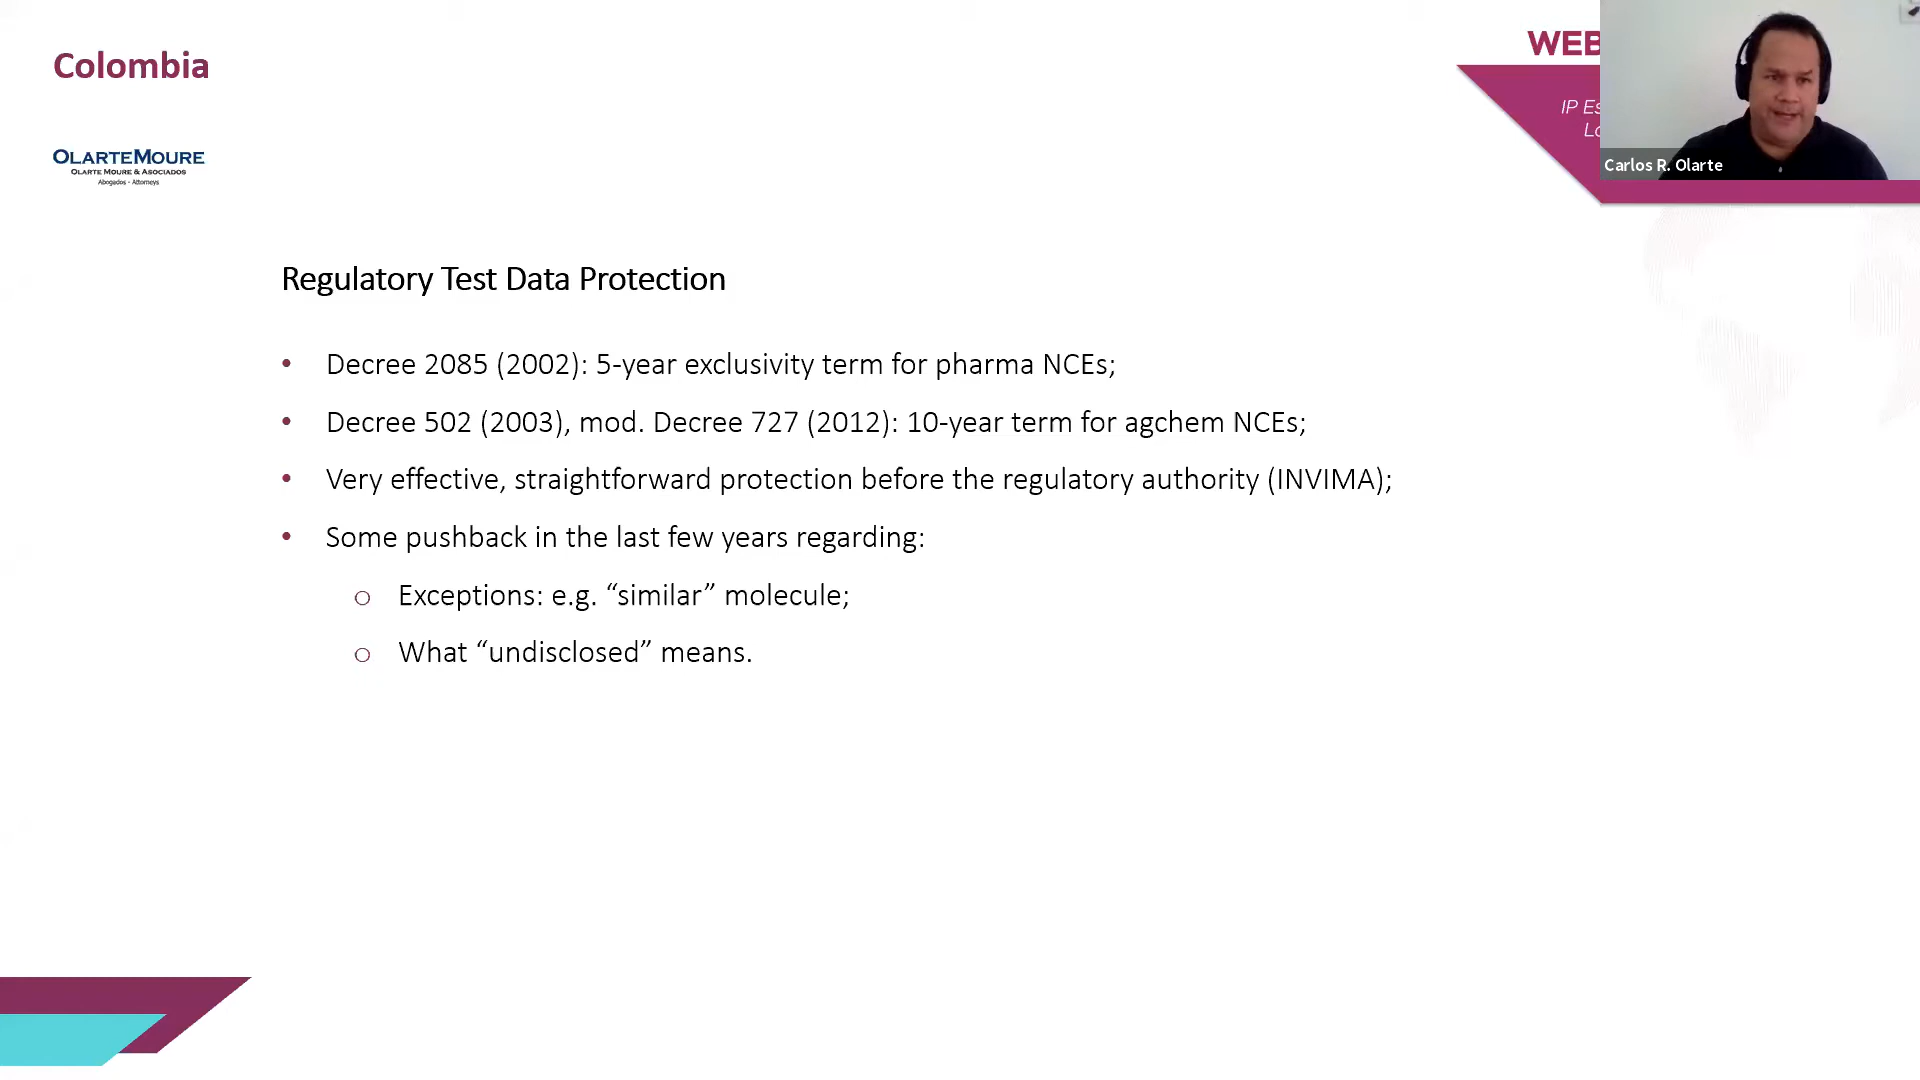 Colombia
WEB
IP Es
Lo
Carlos R. Olarte
OLARTEMOURE
OLARTE MOURE & ASOCIADOS
Abogados - Attorneys
Regulatory Test Data Protection
• Decree 2085 (2002): 5-year exclusivity term for pharma NCEs;
• Decree 502 (2003), mod. Decree 727 (2012): 10-year term for agchem NCEs;
• Very effective, straightforward protection before the regulatory authority (INVIMA);
• Some pushback in the last few years regarding:
o Exceptions: e.g. “similar” molecule;
o What “undisclosed” means.